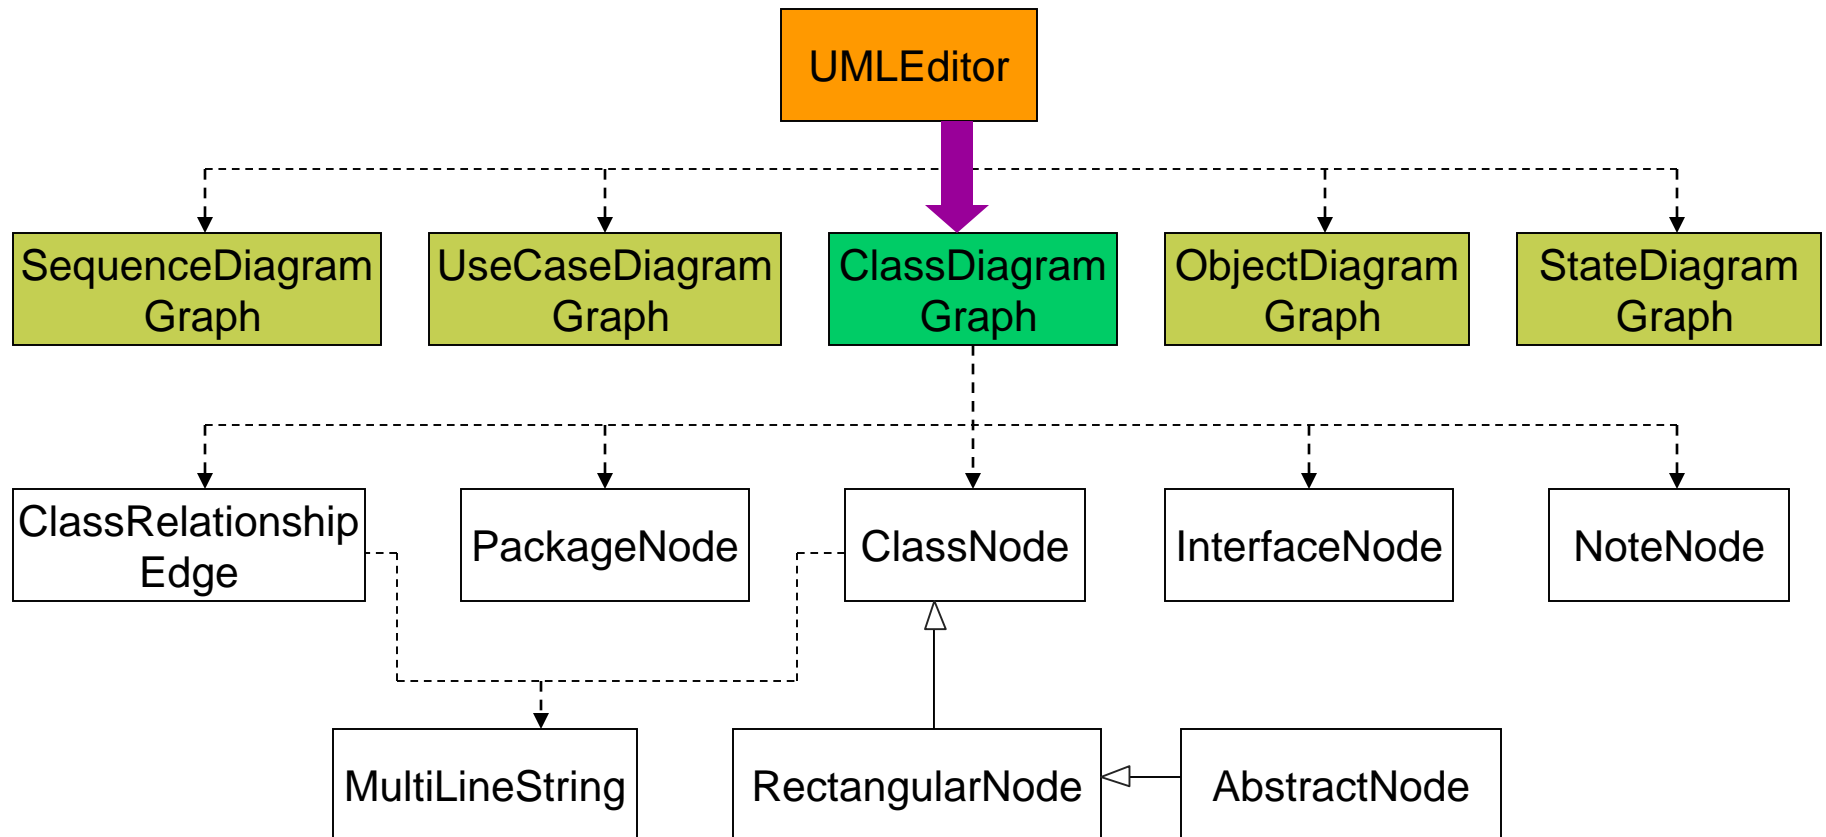 UMLEditor
SequenceDiagram
Graph
UseCaseDiagram
Graph
ClassDiagram
Graph
ObjectDiagram
Graph
StateDiagram
Graph
ClassRelationship
Edge
PackageNode
ClassNode
InterfaceNode
NoteNode
MultiLineString
RectangularNode
AbstractNode